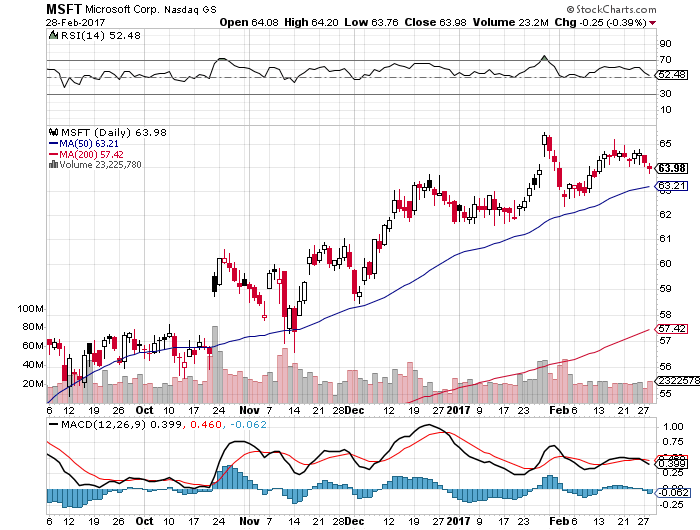 MSFT Microsoft Corp. Nasdaq GS © StockCharts.com
28-Feb-2017 Open 64.08 High 64.20 Low 63.76 Close 63.98 Volume 23.2M Chg -0.25 (-0.39%)
RSI(14) 52.48
90
70
52.48
30
10
MSFT (Daily) 63.98
MA(50) 63.21
MA(200) 57.42
Volume 23,225,780
65
63.98
63.21
62
61
60
59
58
57.42
57
56
2322578
55
100M
80M
60M
40M
20M
6 12 19 26 Oct 10 17 24 Nov 7 14 21 28 Dec 12 19 27 2017 9 17 23 Feb 6 13 21 27
MACD(12,26,9) 0.399, 0.460, -0.062
1.00
0.75
0.399
-0.062
-0.25
6 12 19 26 Oct 10 17 24 Nov 7 14 21 28 Dec 12 19 27 2017 9 17 23 Feb 6 13 21 27